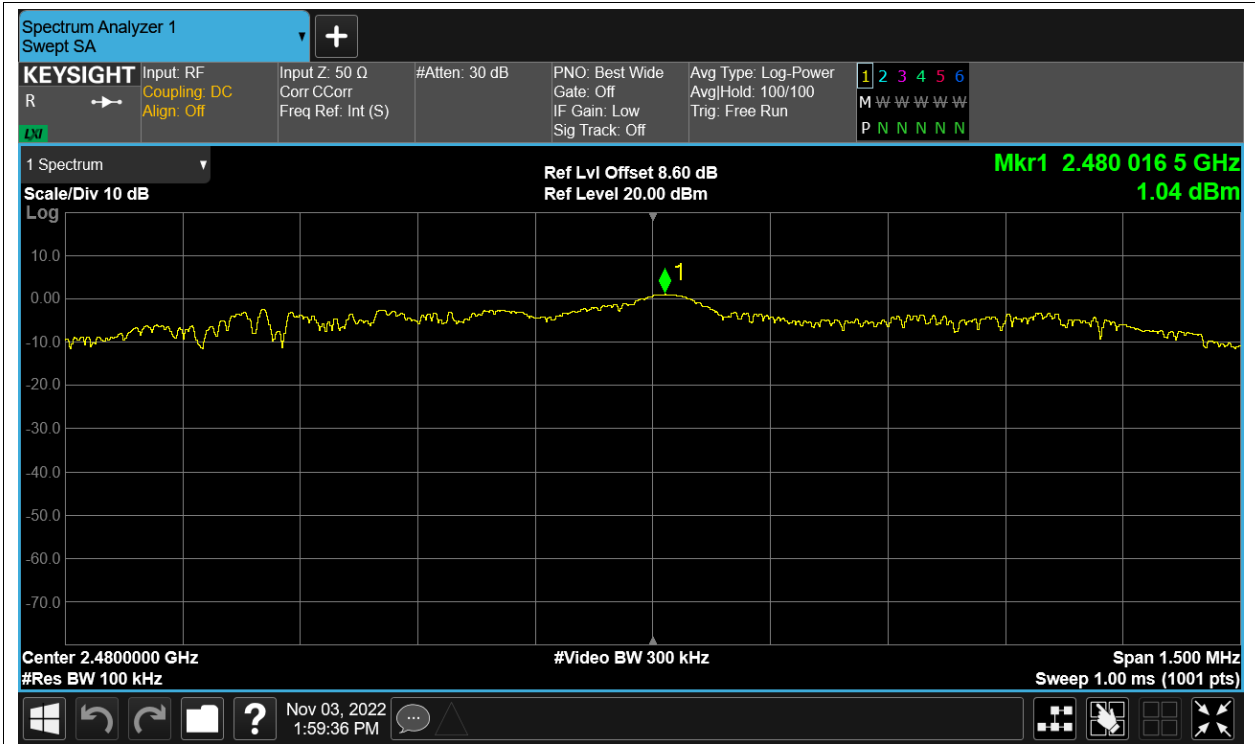 Spectrum Analyzer 1
Swept SA
KEYSIGHT
R
LXI
Input: RF
Coupling: DC
Align: Off
Input Z: 50 Ω
Corr CCorr
Freq Ref: Int (S)
#Atten: 30 dB
PNO: Best Wide
Gate: Off
IF Gain: Low
Sig Track: Off
Avg Type: Log-Power
Avg|Hold: 100/100
Trig: Free Run
1 2 3 4 5 6
M W W W W W
P N N N N N
1 Spectrum
Scale/Div 10 dB
Log
Ref Lvl Offset 8.60 dB
Ref Level 20.00 dBm
Mkr1 2.480 016 5 GHz
1.04 dBm
1
10.0
0.00
-10.0
-20.0
-30.0
-40.0
-50.0
-60.0
-70.0
Center 2.4800000 GHz
#Res BW 100 kHz
#Video BW 300 kHz
Span 1.500 MHz
Sweep 1.00 ms (1001 pts)
?
Nov 03, 2022
1:59:36 PM